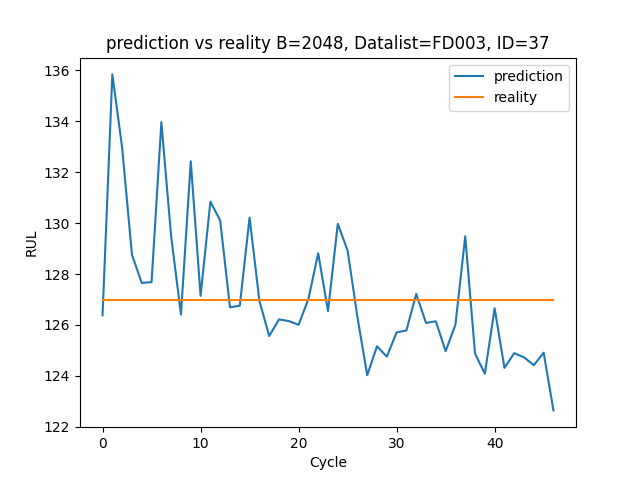 prediction vs reality B=2048, Datalist=FD003, ID=37
prediction
reality
136
134
132
130
128
126
124
122
RUL
0 10 20 30 40
Cycle